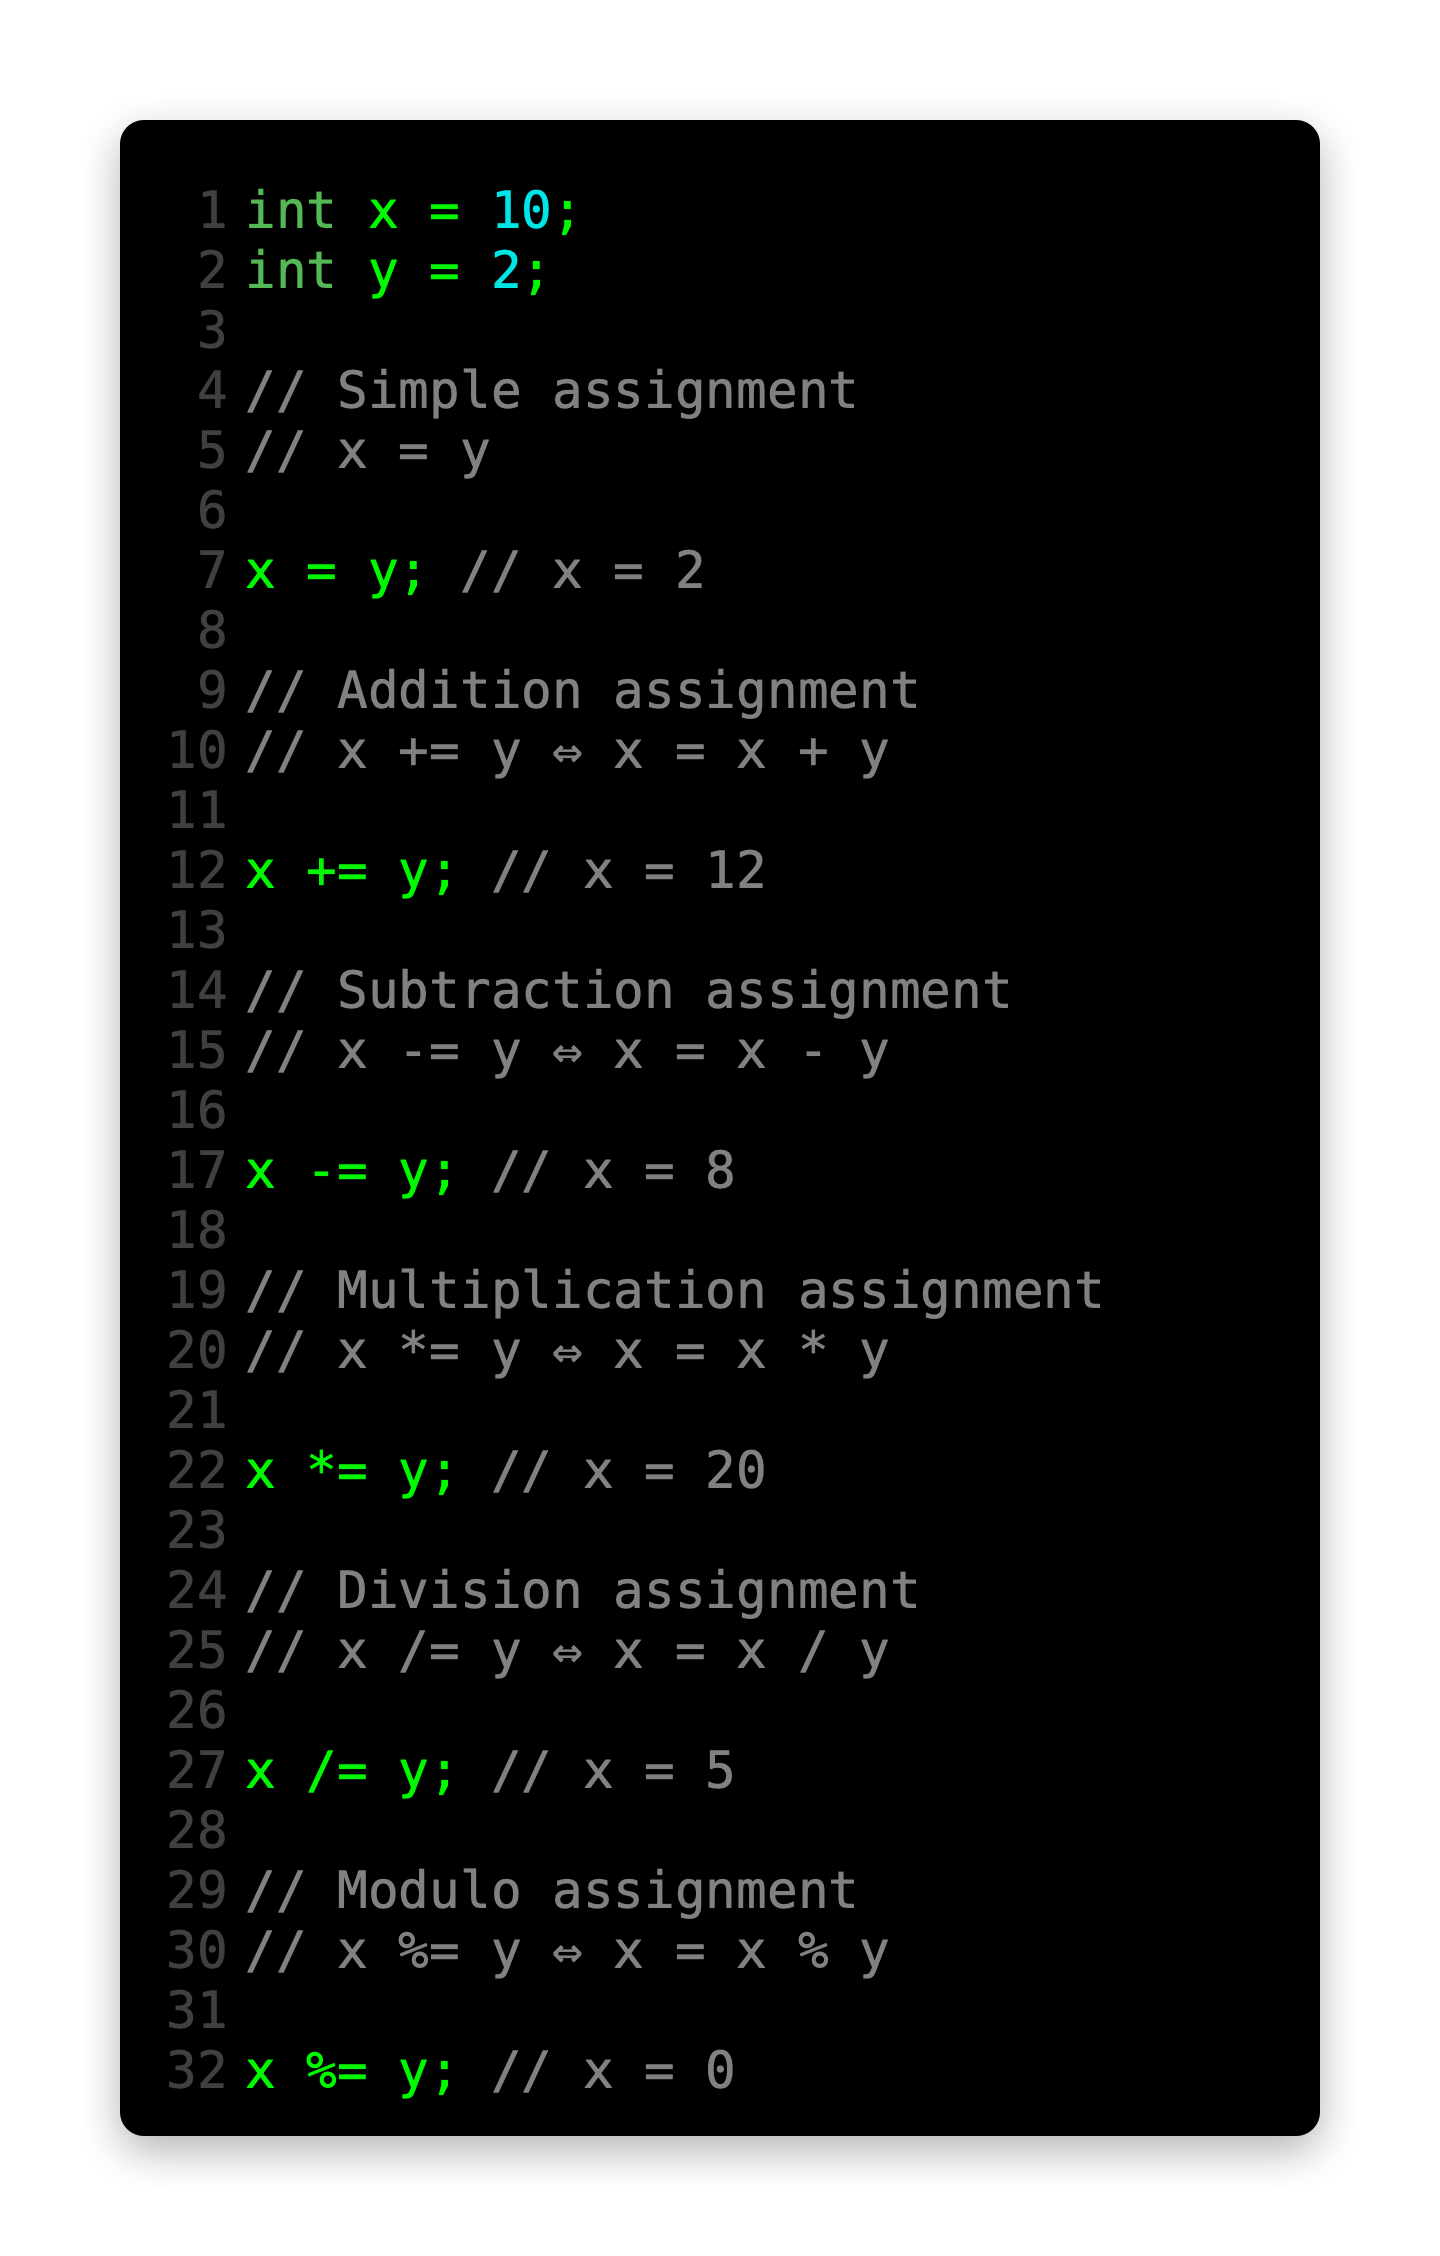 1 int x = 10;
2 int y = 2;
3
4 // Simple assignment
5 // x = y
6
7 x = y; // x = 2
8
9 // Addition assignment
10 // x += y ⇔ x = x + y
11
12 x += y; // x = 12
13
14 // Subtraction assignment
15 // x -= y ⇔ x = x - y
16
17 x -= y; // x = 8
18
19 // Multiplication assignment
20 // x *= y ⇔ x = x * y
21
22 x *= y; // x = 20
23
24 // Division assignment
25 // x /= y ⇔ x = x / y
26
27 x /= y; // x = 5
28
29 // Modulo assignment
30 // x %= y ⇔ x = x % y
31
32 x %= y; // x = 0